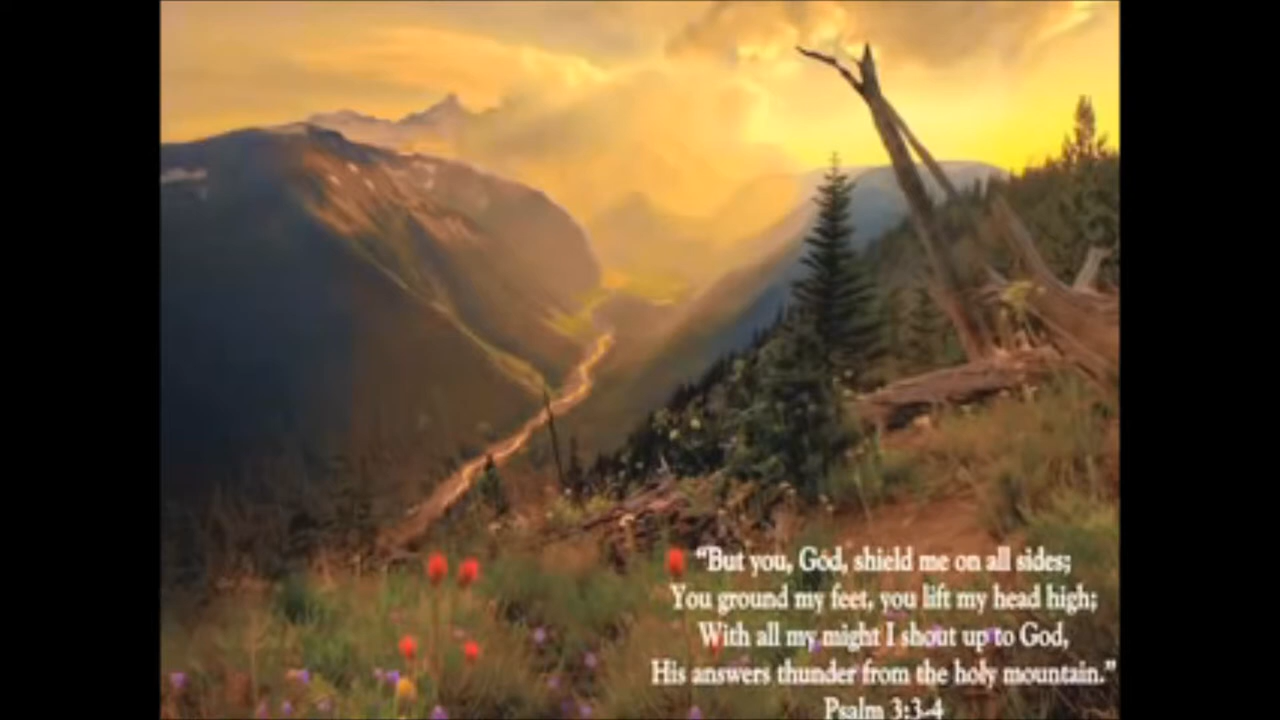 “But you, God, shield me on all sides;
You ground my feet, you lift my head high;
With all my might I shout up to God,
His answers thunder from the holy mountain.”
Psalm 3:3-4